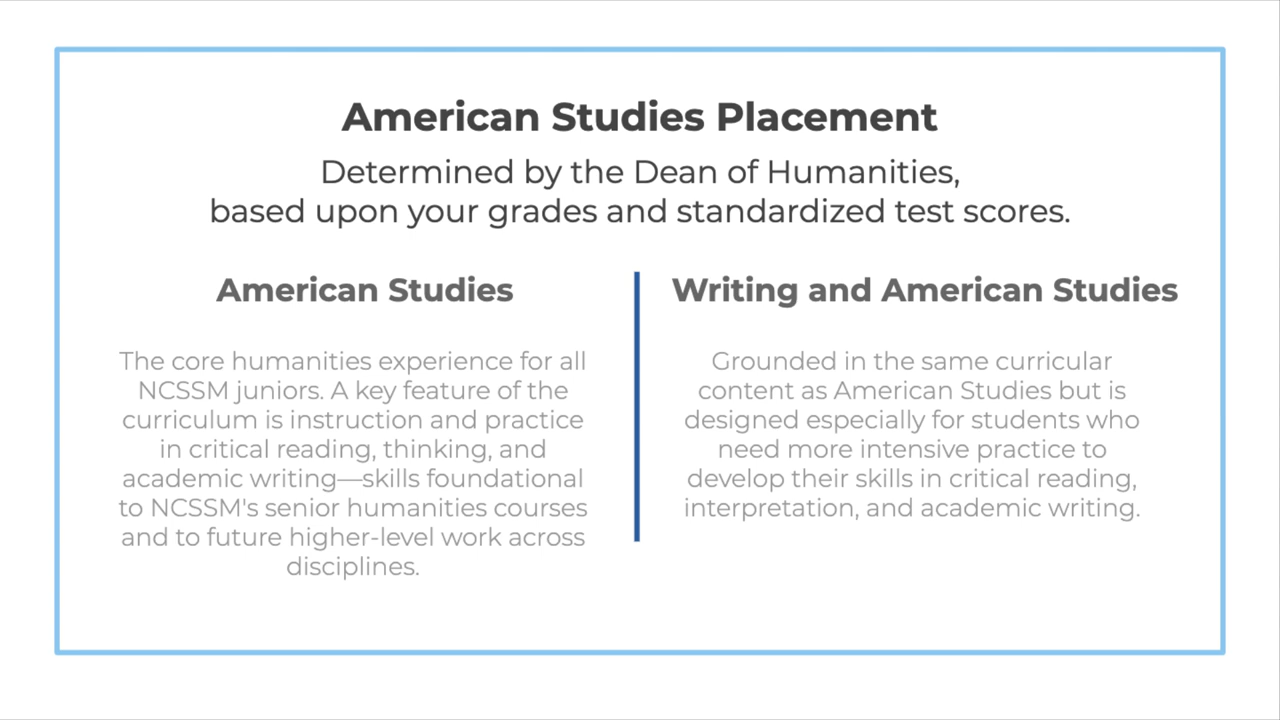 American Studies Placement
Determined by the Dean of Humanities,
based upon your grades and standardized test scores.
American Studies
The core humanities experience for all
NCSSM juniors. A key feature of the
curriculum is instruction and practice
in critical reading, thinking, and
academic writing—skills foundational
to NCSSM's senior humanities courses
and to future higher-level work across
disciplines.
Writing and American Studies
Grounded in the same curricular
content as American Studies but is
designed especially for students who
need more intensive practice to
develop their skills in critical reading,
interpretation, and academic writing.